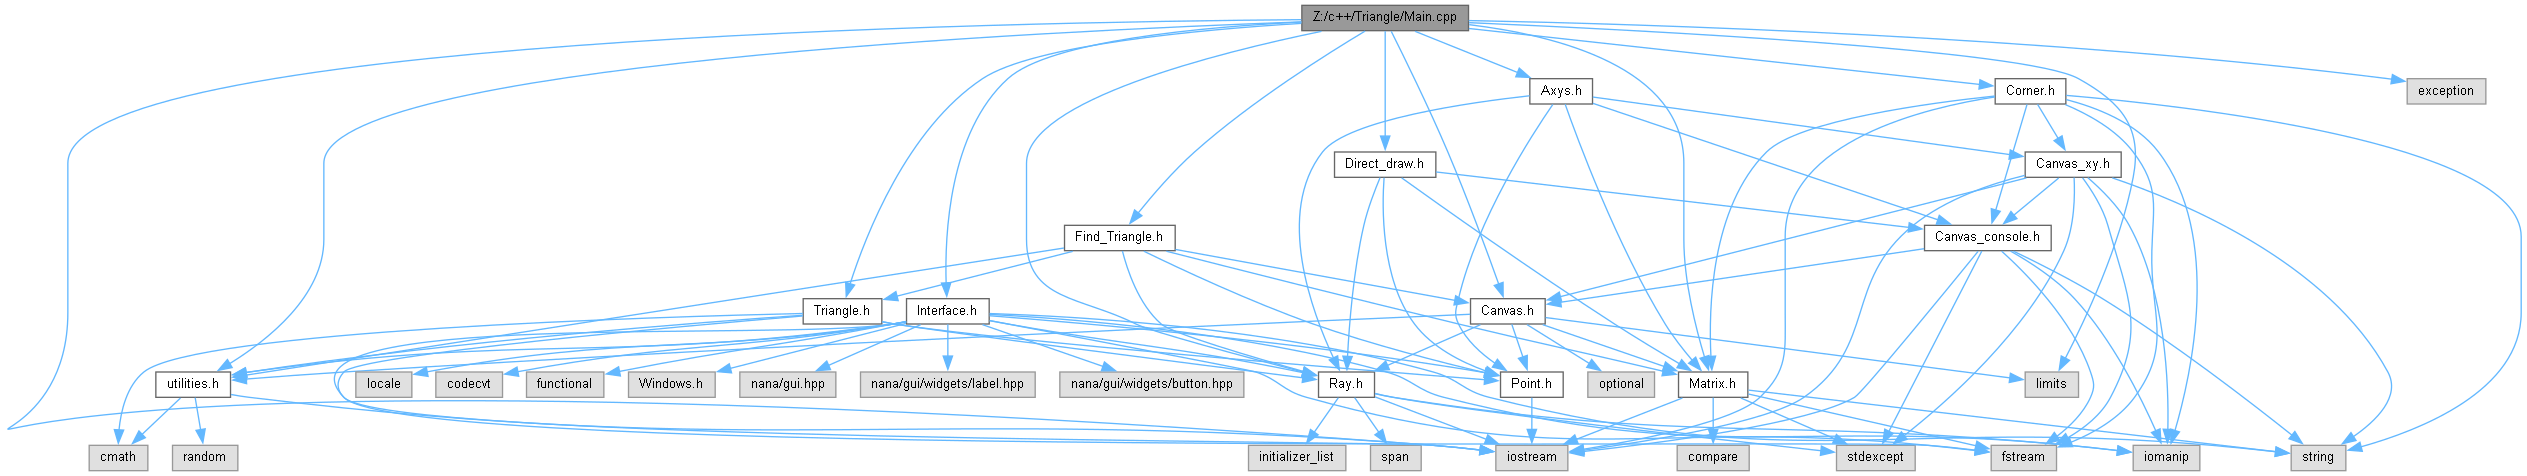 Z:/c++/Triangle/Main.cpp
Axys.h
Corner.h
exception
Direct_draw.h
Canvas_xy.h
Find_Triangle.h
Canvas_console.h
Triangle.h
Interface.h
Canvas.h
utilities.h
locale
codecvt
functional
Windows.h
nana/gui.hpp
nana/gui/widgets/label.hpp
nana/gui/widgets/button.hpp
Ray.h
Point.h
optional
Matrix.h
limits
cmath
random
initializer_list
span
iostream
compare
stdexcept
fstream
iomanip
string